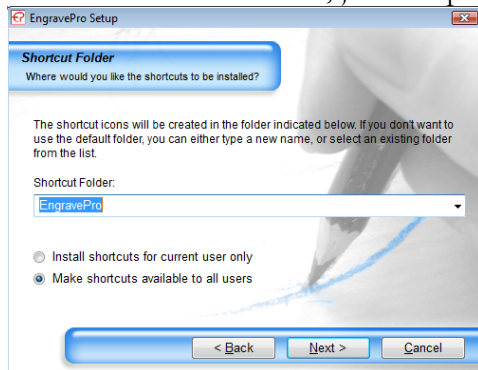 EngravePro Setup
Shortcut Folder
Where would you like the shortcuts to be installed?
The shortcut icons will be created in the folder indicated below. If you don't want to
use the default folder, you can either type a new name, or select an existing folder
from the list.
Shortcut Folder:
EngravePro
Install shortcuts for current user only
Make shortcuts available to all users
< Back Next > Cancel